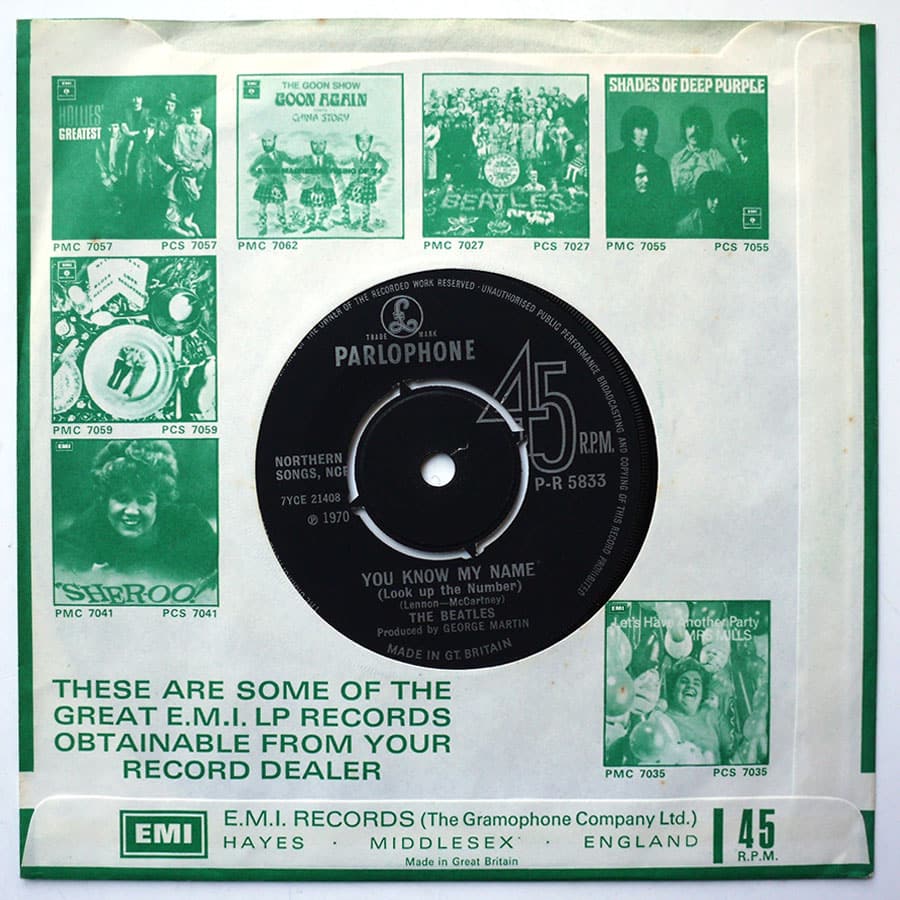 HOLLIES'
GREATEST
PMC 7057 PCS 7057
THE GOON SHOW
GOON AGAIN
CHINA STORY
PMC 7062
BEATLES
PMC 7027 PCS 7027
SHADES OF DEEP PURPLE
EMI
PMC 7055 PCS 7055
PMC 7059 PCS 7059
EMI
'SHEROO'
PMC 7041 PCS 7041
OF THE OWNER OF THE RECORDED WORK RESERVED · UNAUTHORISED PUBLIC PERFORMANCE BROADCASTING AND COPYING OF THIS RECORD PROHIBITED
TRADE MARK
PARLOPHONE
45
R.P.M.
NORTHERN
SONGS, NCB
7YCE 21408
℗ 1970
P-R 5833
YOU KNOW MY NAME
(Look up the Number)
(Lennon—McCartney)
THE BEATLES
Produced by GEORGE MARTIN
MADE IN GT. BRITAIN
EMI
Let's Have Another Party
MRS MILLS
PMC 7035 PCS 7035
THESE ARE SOME OF THE
GREAT E.M.I. LP RECORDS
OBTAINABLE FROM YOUR
RECORD DEALER
EMI
E.M.I. RECORDS (The Gramophone Company Ltd.)
HAYES · MIDDLESEX · ENGLAND
Made in Great Britain
45
R.P.M.